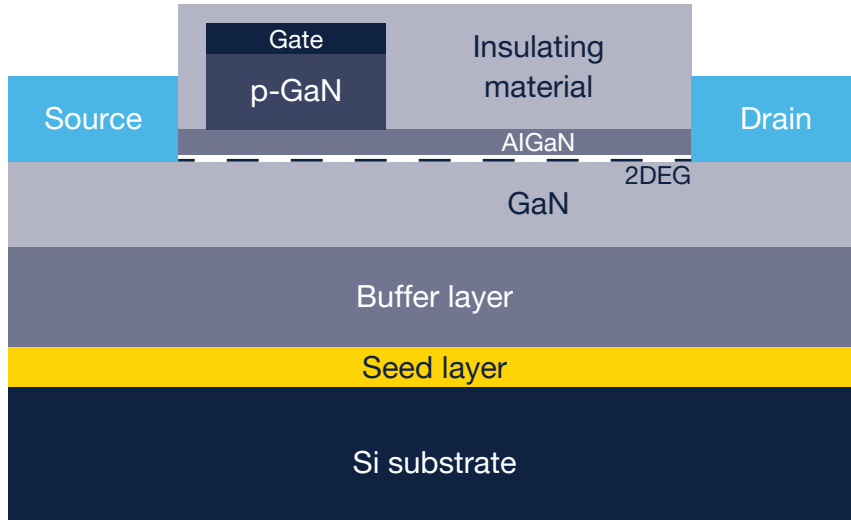 Gate
p-GaN
Insulating
material
Source
Drain
AlGaN
2DEG
GaN
Buffer layer
Seed layer
Si substrate